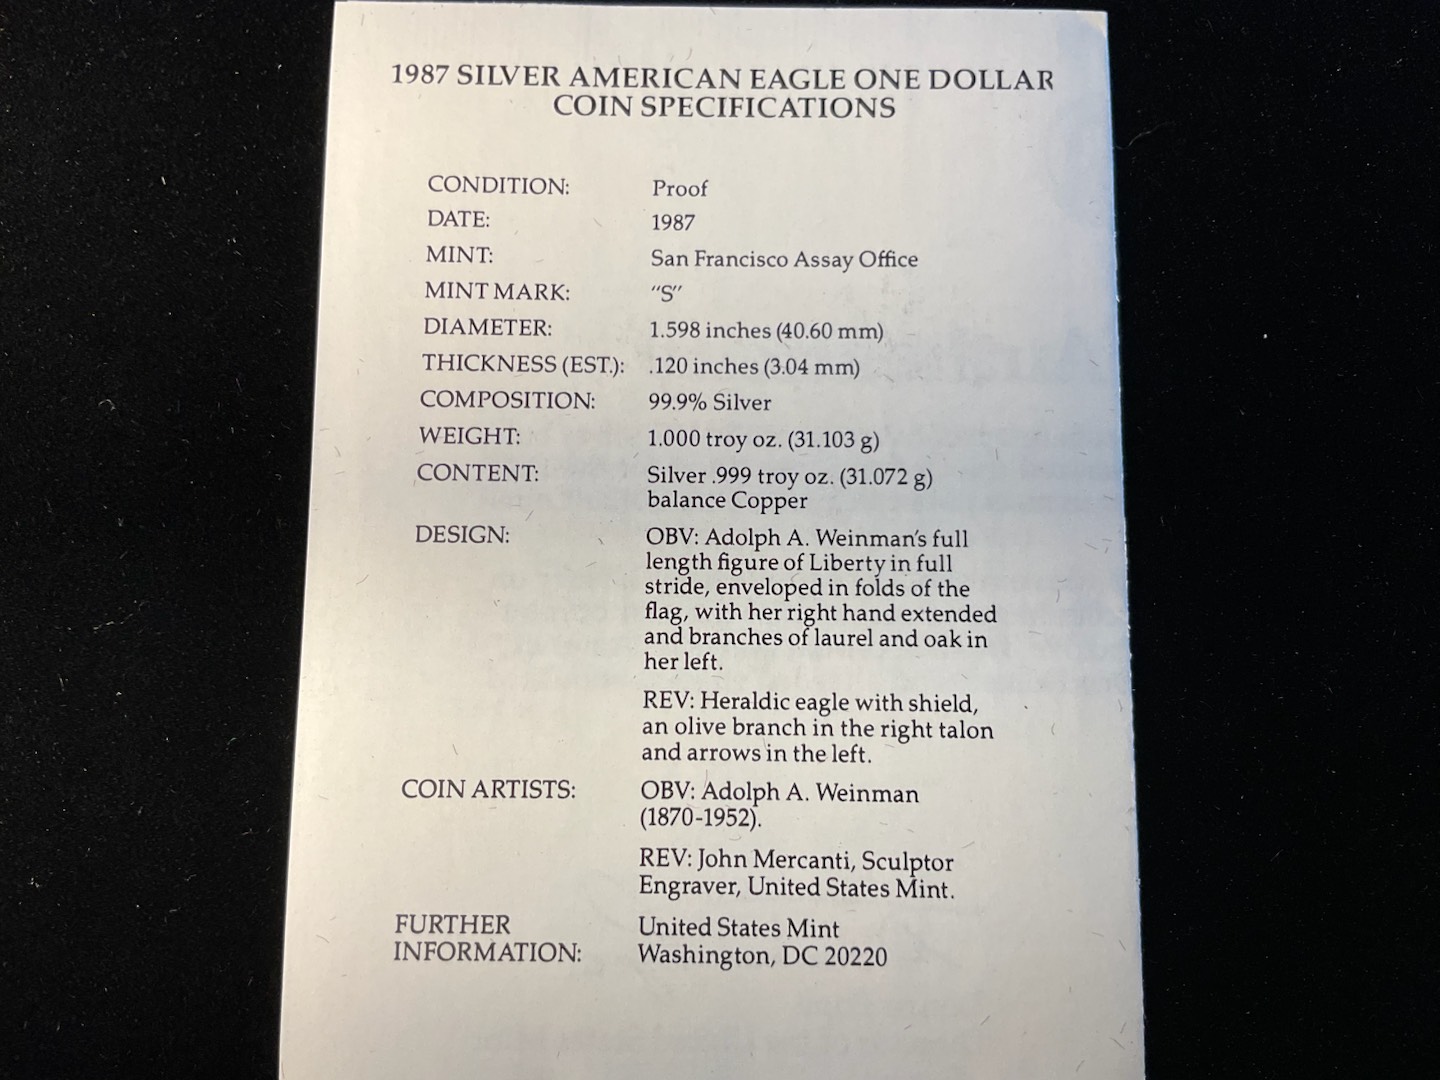 1987 SILVER AMERICAN EAGLE ONE DOLLAR
COIN SPECIFICATIONS
CONDITION: Proof
DATE: 1987
MINT: San Francisco Assay Office
MINT MARK: "S"
DIAMETER: 1.598 inches (40.60 mm)
THICKNESS (EST.): .120 inches (3.04 mm)
COMPOSITION: 99.9% Silver
WEIGHT: 1.000 troy oz. (31.103 g)
CONTENT: Silver .999 troy oz. (31.072 g)
balance Copper
DESIGN: OBV: Adolph A. Weinman's full
length figure of Liberty in full
stride, enveloped in folds of the
flag, with her right hand extended
and branches of laurel and oak in
her left.
REV: Heraldic eagle with shield,
an olive branch in the right talon
and arrows in the left.
COIN ARTISTS: OBV: Adolph A. Weinman
(1870-1952).
REV: John Mercanti, Sculptor
Engraver, United States Mint.
FURTHER United States Mint
INFORMATION: Washington, DC 20220